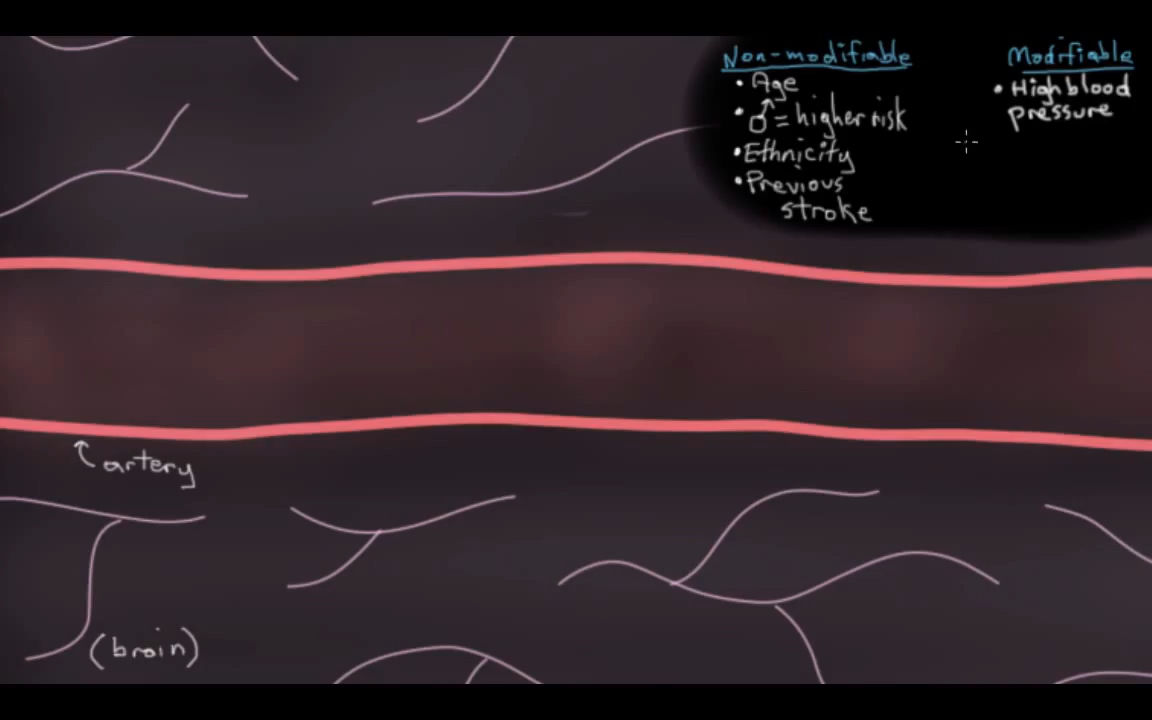 Non-modifiable
• Age
• ♂ = higher risk
• Ethnicity
• Previous
stroke
Modifiable
• High blood
pressure
artery
(brain)